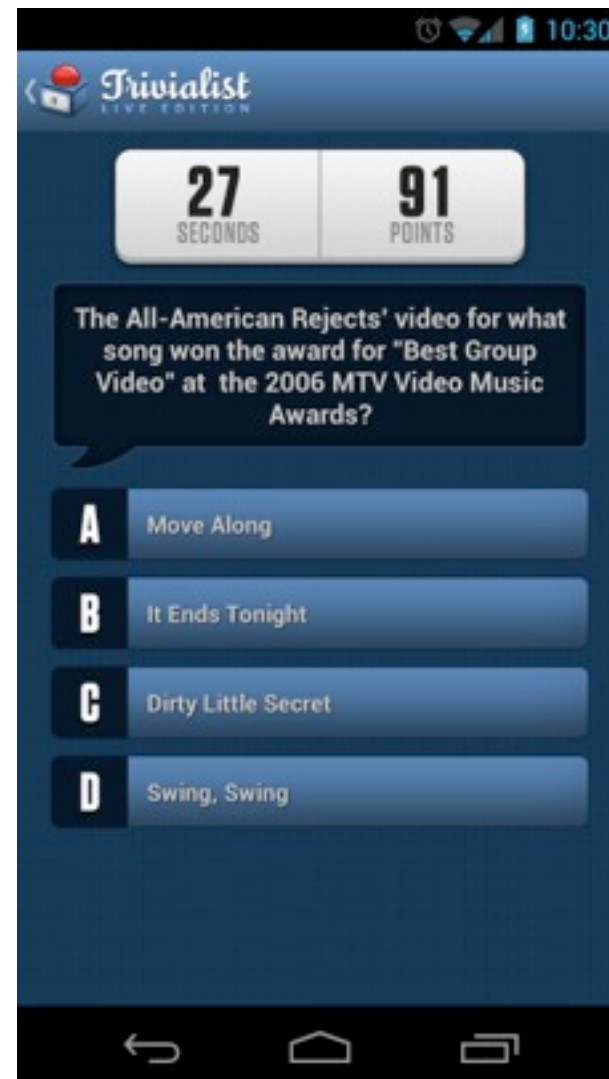 10:30
Trivialist
LIVE EDITION
27
SECONDS
91
POINTS
The All-American Rejects' video for what
song won the award for "Best Group
Video" at  the 2006 MTV Video Music
Awards?
A Move Along
B It Ends Tonight
C Dirty Little Secret
D Swing, Swing